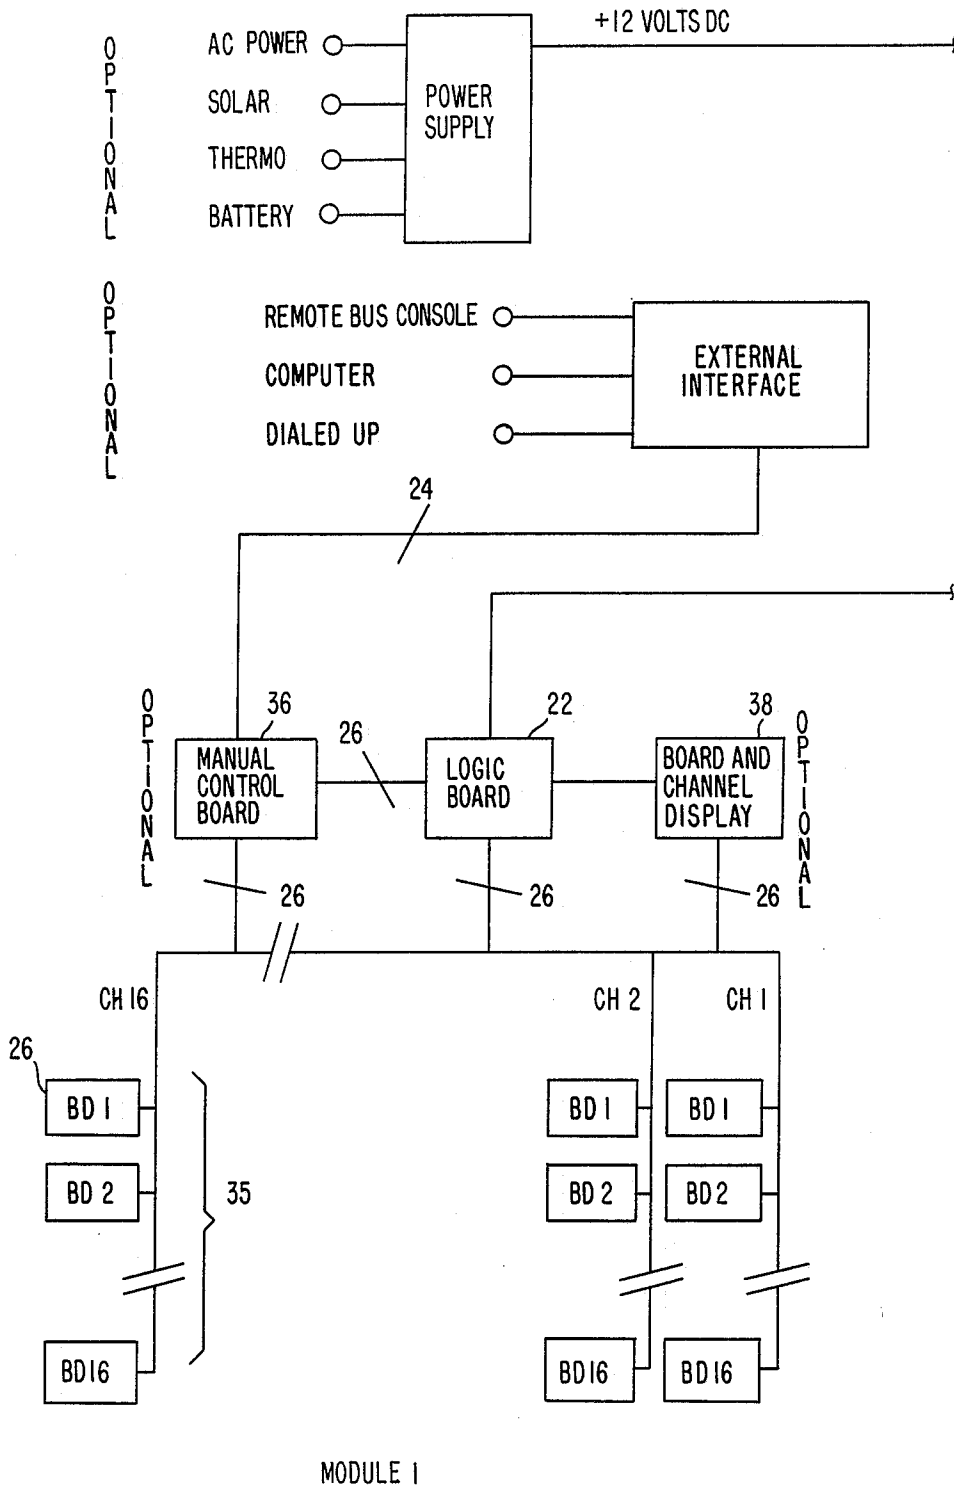 +12 VOLTS DC
OPTIONAL
AC POWER
SOLAR
THERMO
BATTERY
POWER
SUPPLY
OPTIONAL
REMOTE BUS CONSOLE
COMPUTER
DIALED UP
EXTERNAL
INTERFACE
24
OPTIONAL
36
MANUAL
CONTROL
BOARD
26
22
LOGIC
BOARD
38
BOARD AND
CHANNEL
DISPLAY
OPTIONAL
26
26
26
CH 16
CH 2
CH 1
26
BD 1
BD 1
BD 1
BD 2
35
BD 2
BD 2
BD 16
BD 16
BD 16
MODULE 1